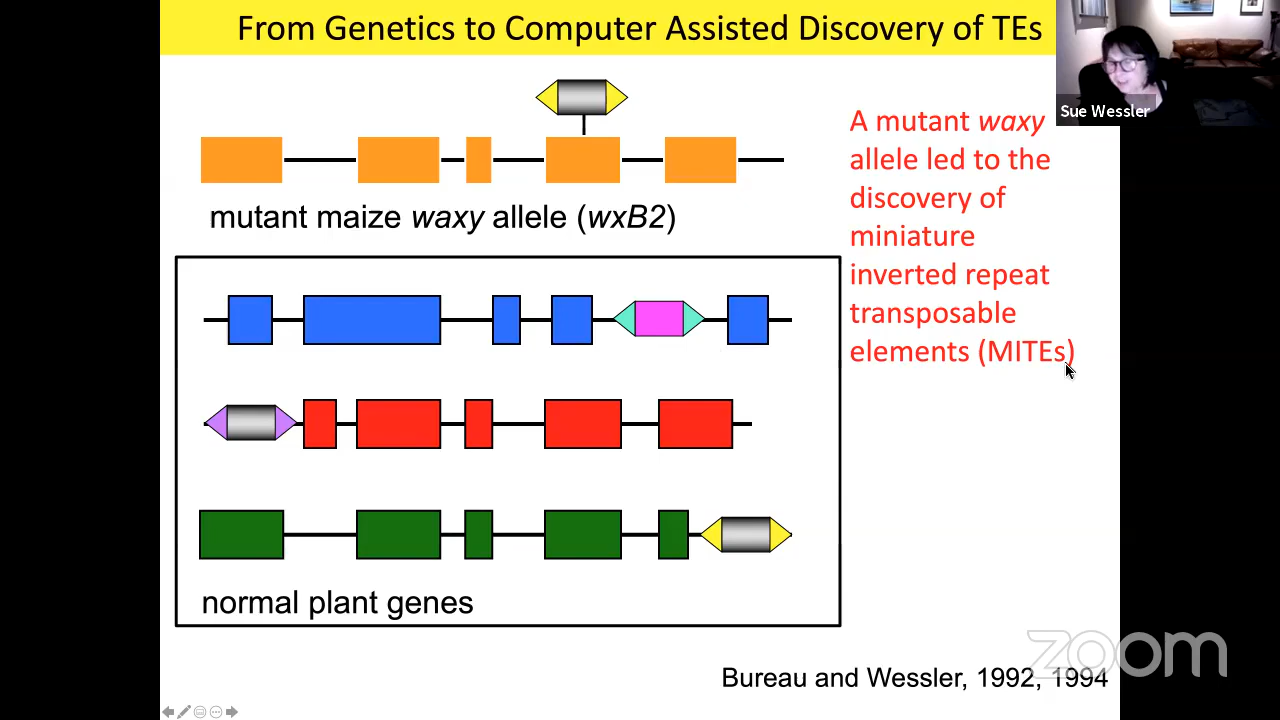 From Genetics to Computer Assisted Discovery of TEs
Sue Wessler
A mutant waxy
allele led to the
discovery of
miniature
inverted repeat
transposable
elements (MITEs)
mutant maize waxy allele (wxB2)
normal plant genes
Bureau and Wessler, 1992, 1994
zoom